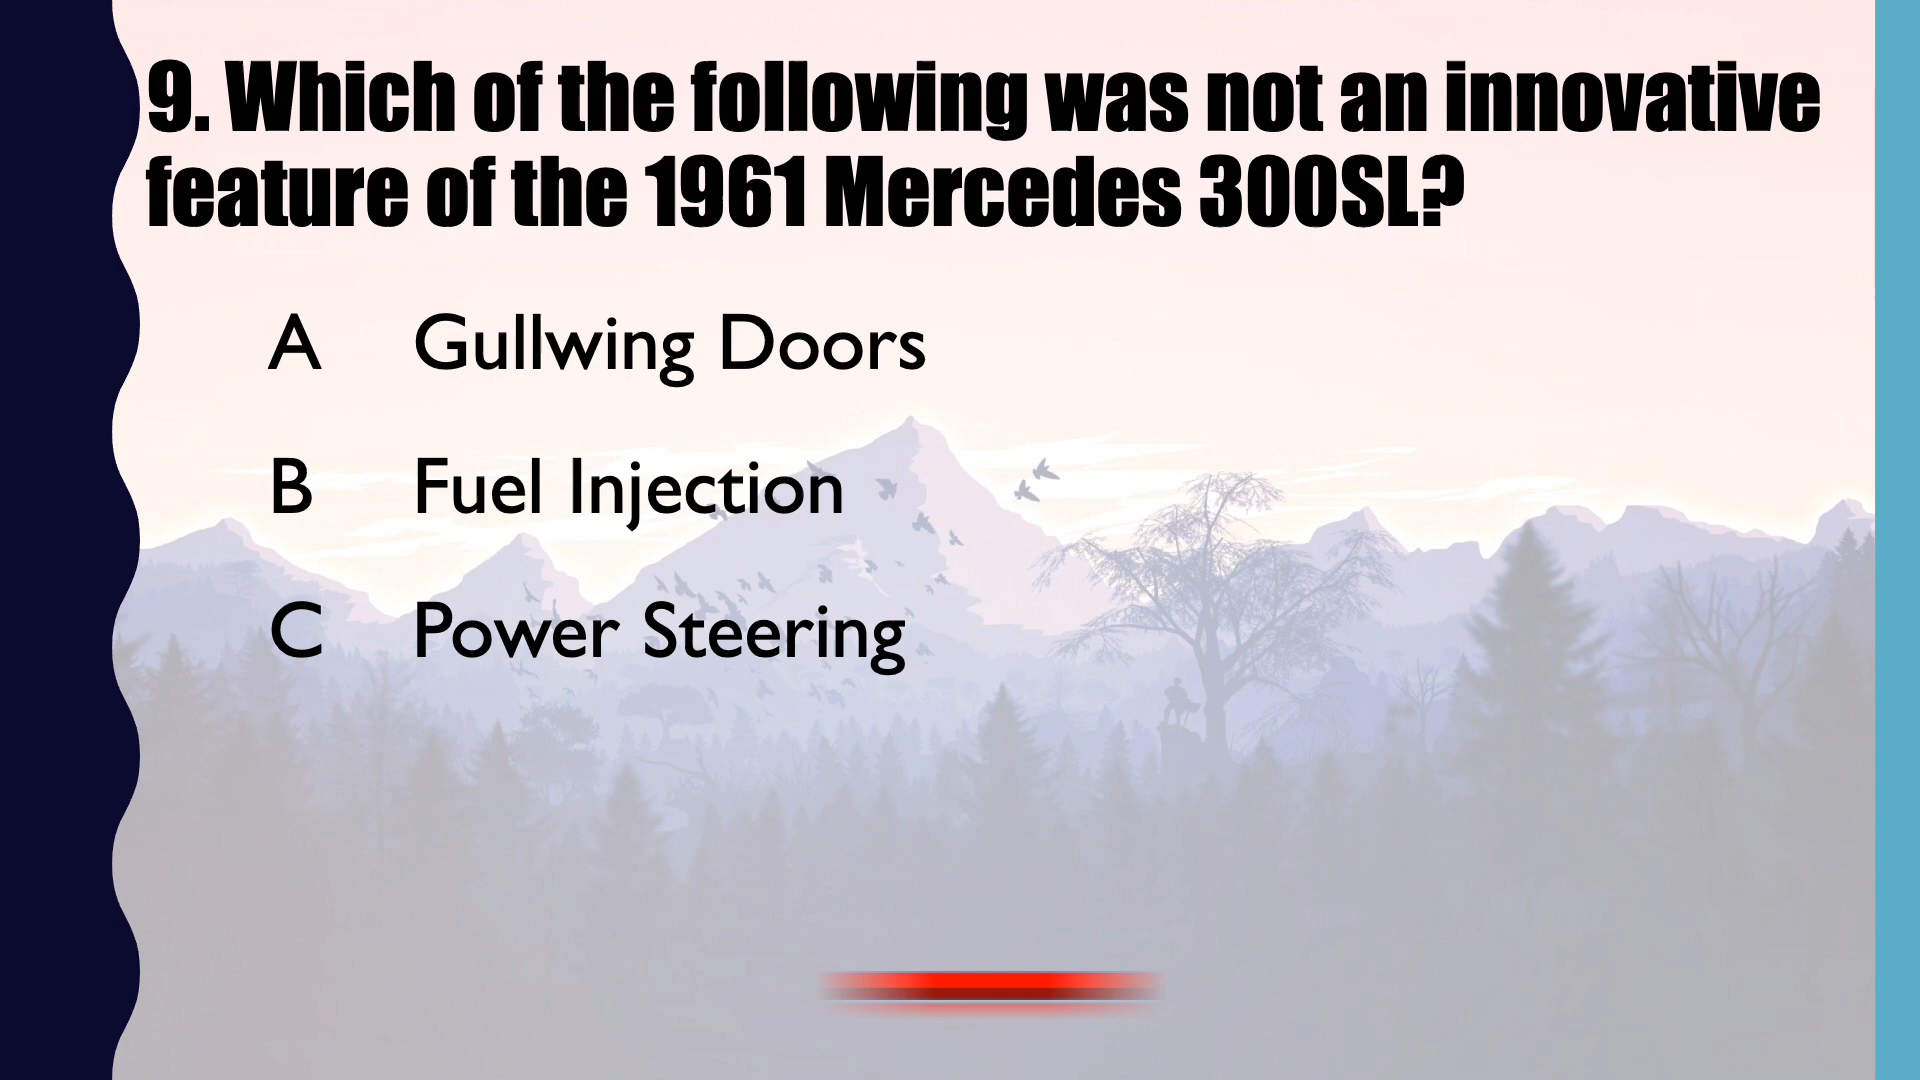 9. Which of the following was not an innovative
feature of the 1961 Mercedes 300SL?
A Gullwing Doors
B Fuel Injection
C Power Steering